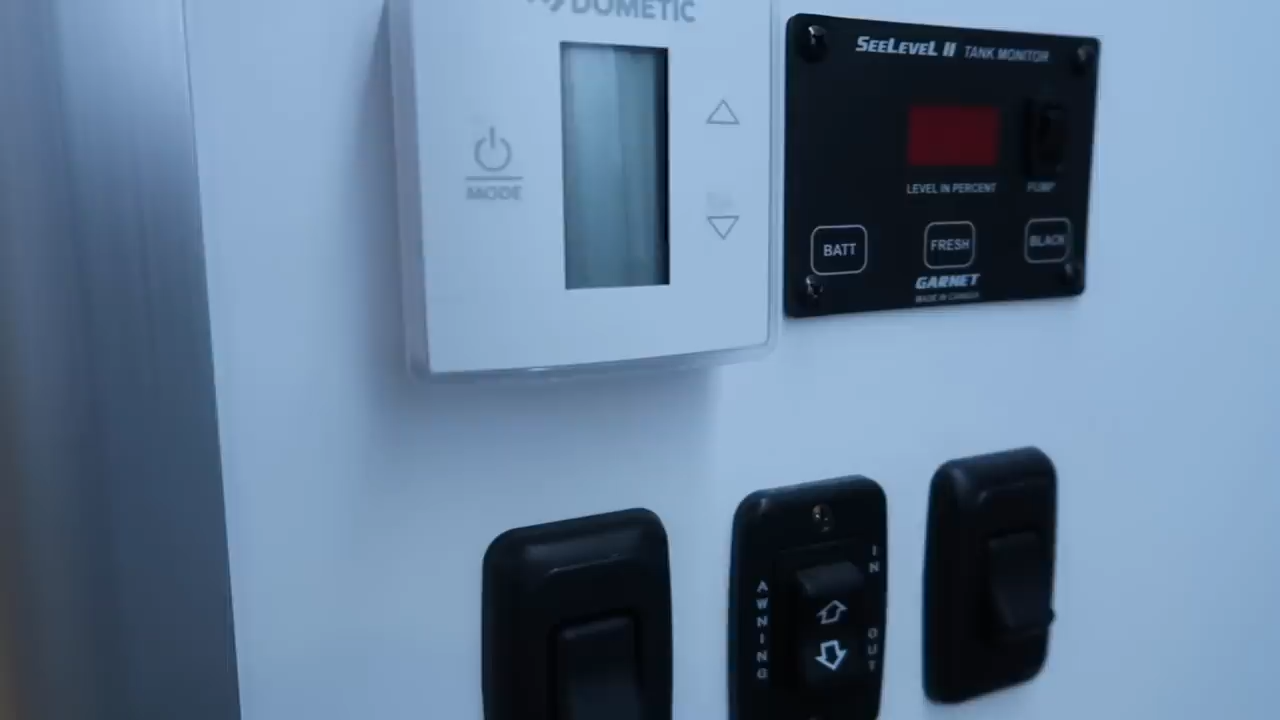 DOMETIC
MODE
SEELEVEL II TANK MONITOR
LEVEL IN PERCENT
PUMP
BATT
FRESH
BLACK
GARNET
MADE IN CANADA
AWNING
IN
OUT